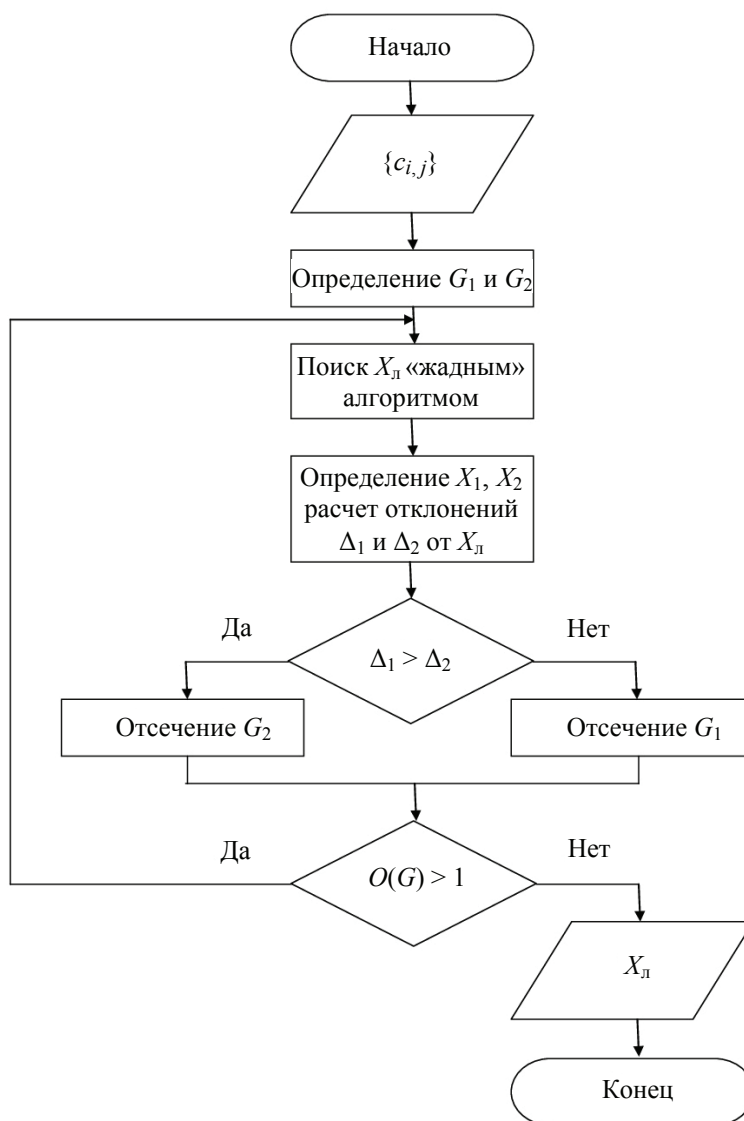 Начало
{c_{i, j}}
Определение G₁ и G₂
Поиск Xл «жадным»
алгоритмом
Определение X₁, X₂
расчет отклонений
Δ₁ и Δ₂ от Xл
Да
Нет
Δ₁ > Δ₂
Отсечение G₂
Отсечение G₁
Да
Нет
O(G) > 1
Xл
Конец